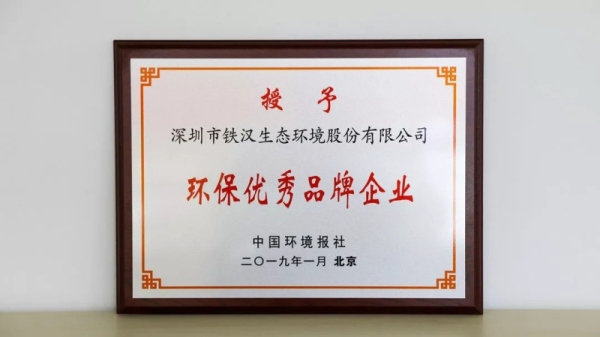 授予
深圳市铁汉生态环境股份有限公司
环保优秀品牌企业
中国环境报社
二〇一九年一月 北京